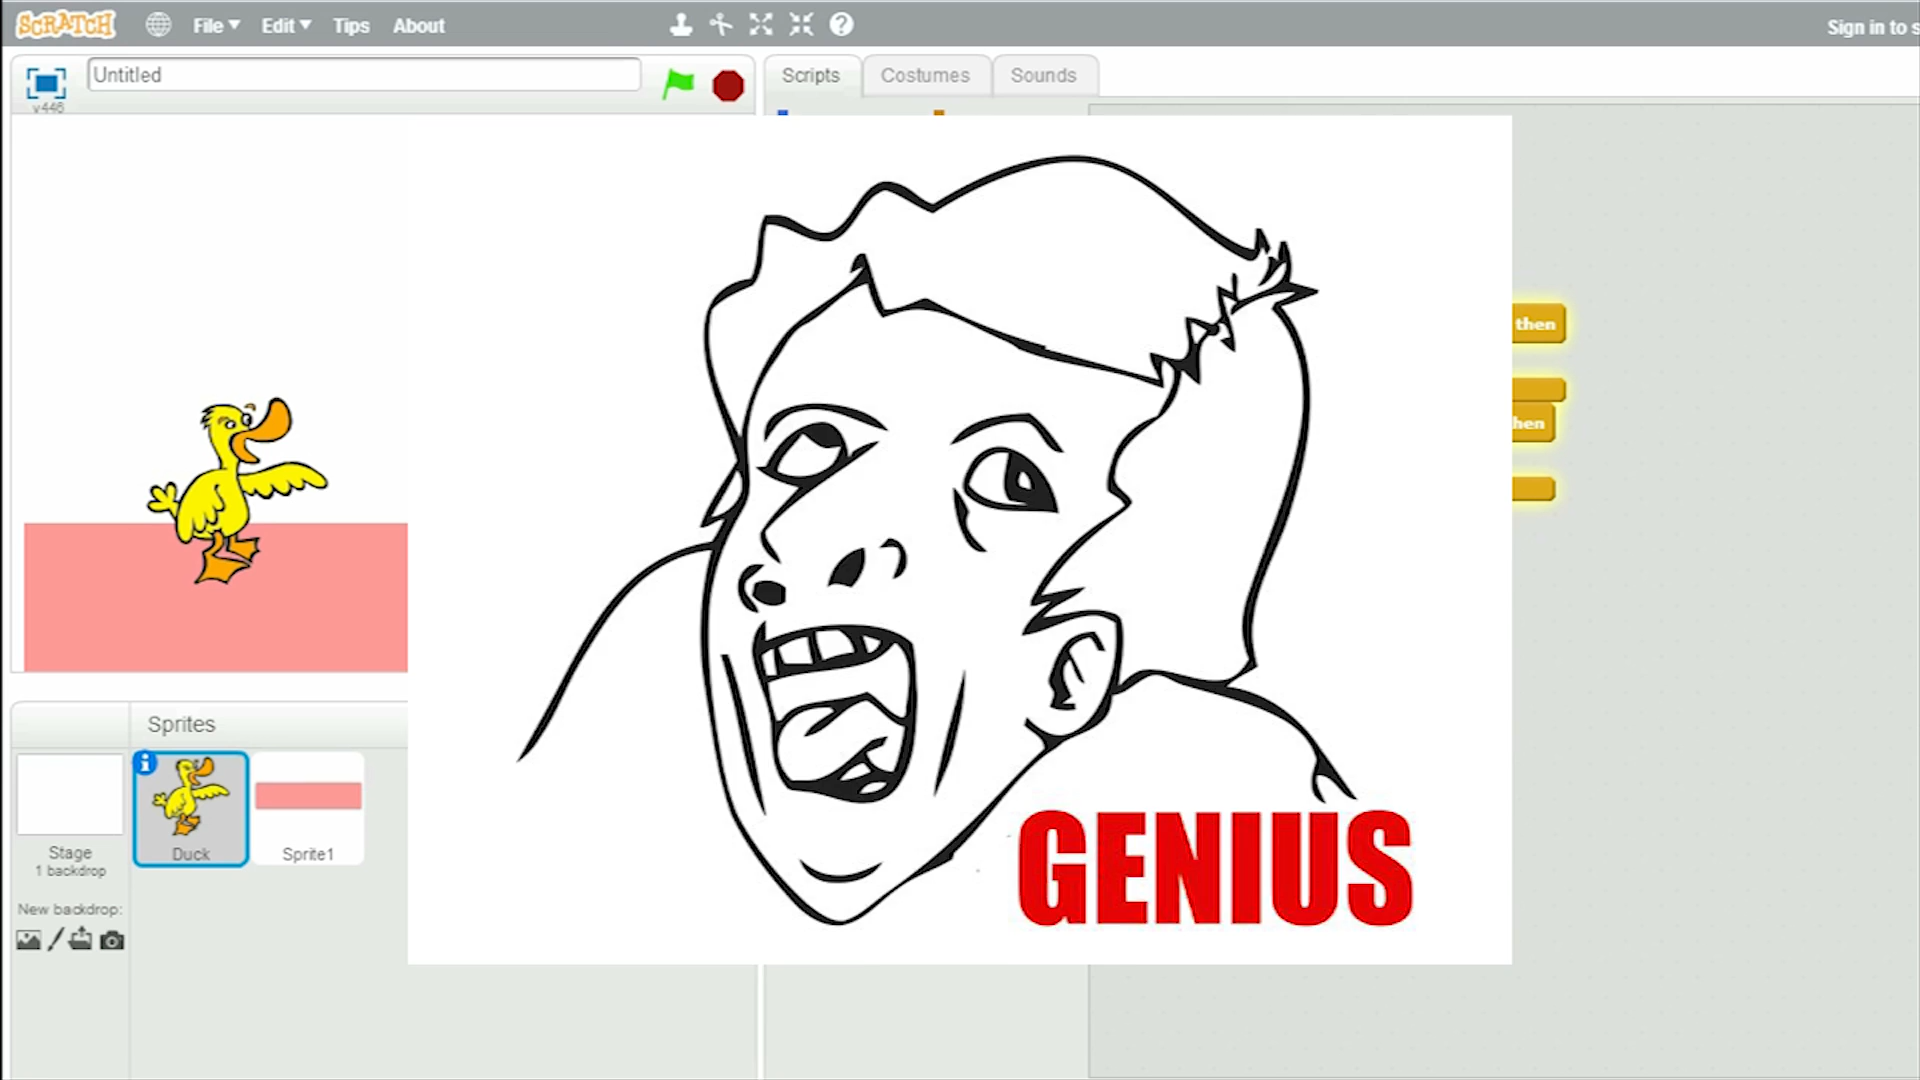 SCRATCH File Edit Tips About Sign in to s
Untitled
v446
Scripts Costumes Sounds
then
hen
GENIUS
Sprites
Duck
Sprite1
Stage
1 backdrop
New backdrop: